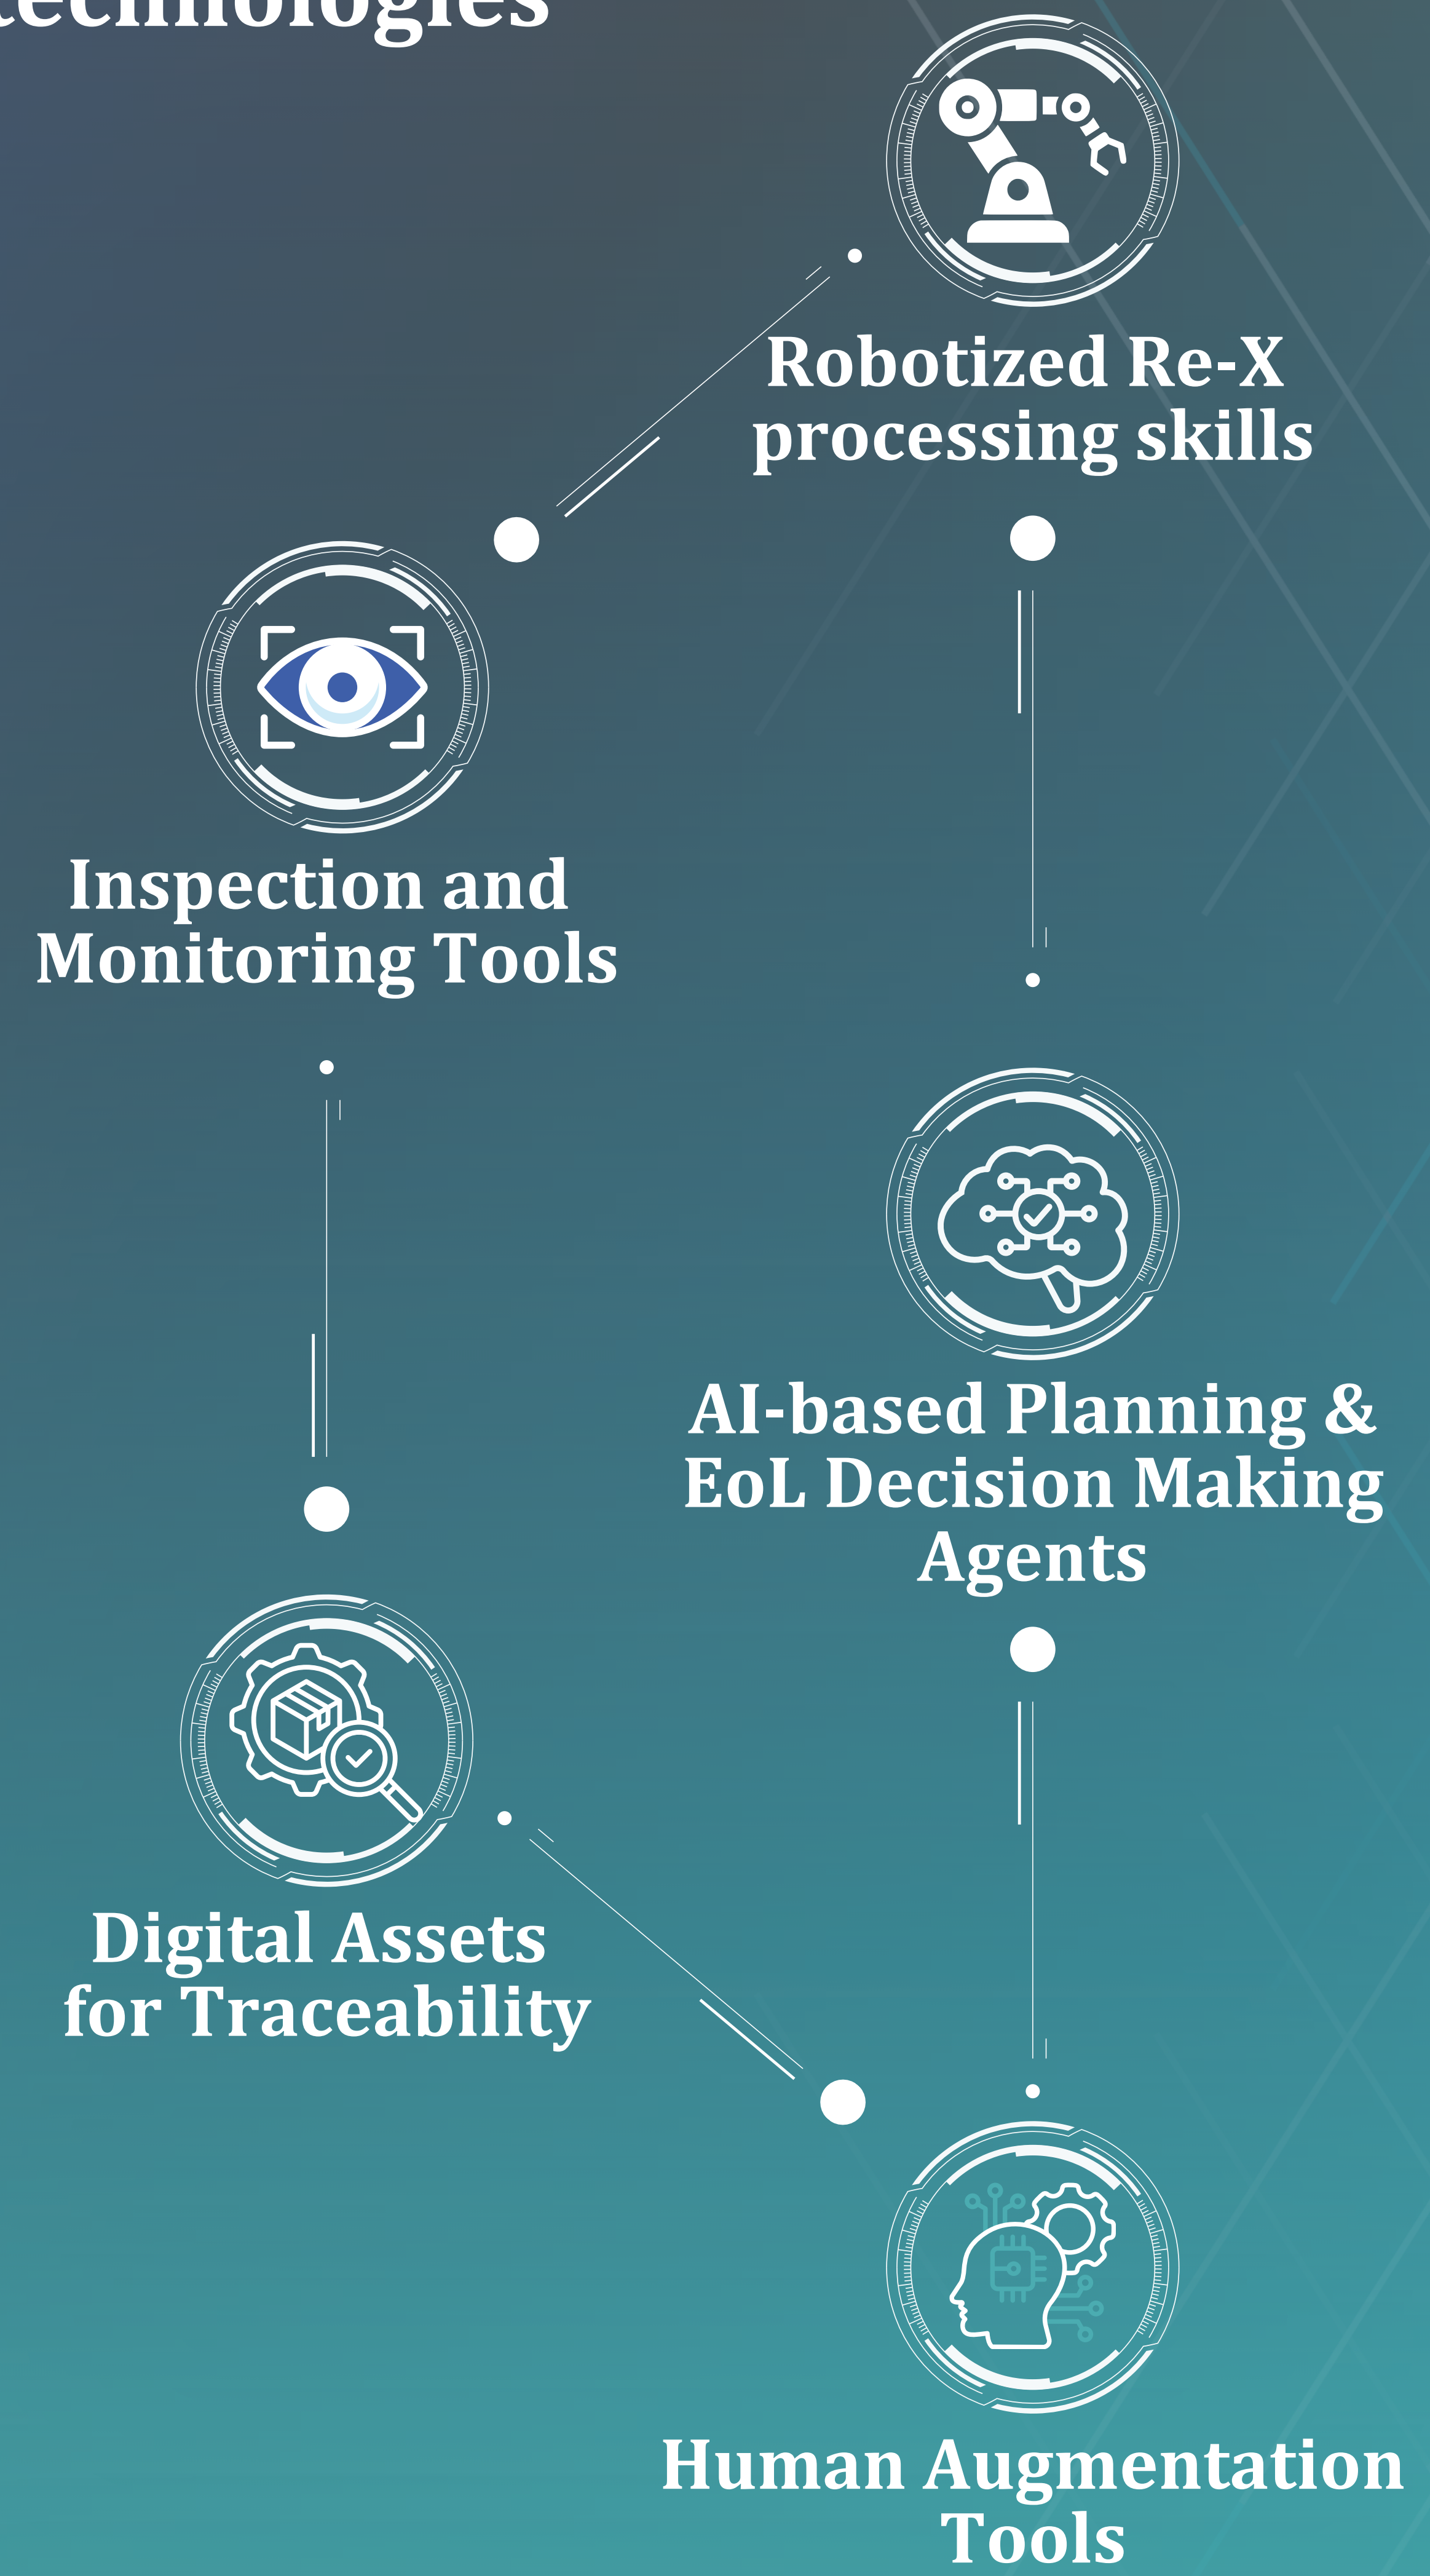 technologies
Robotized Re-X
processing skills
Inspection and
Monitoring Tools
AI-based Planning &
EoL Decision Making
Agents
Digital Assets
for Traceability
Human Augmentation
Tools